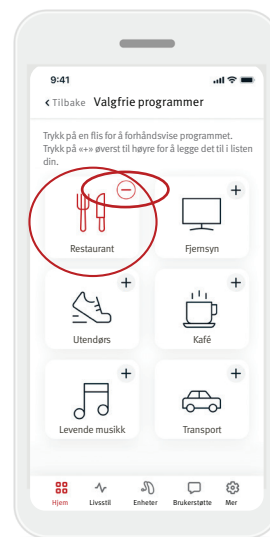 9:41
Tilbake Valgfrie programmer
Trykk på en flis for å forhåndsvise programmet.
Trykk på «+» øverst til høyre for å legge det til i listen
din.
Restaurant
Fjernsyn
Utendørs
Kafé
Levende musikk
Transport
Hjem Livsstil Enheter Brukerstøtte Mer